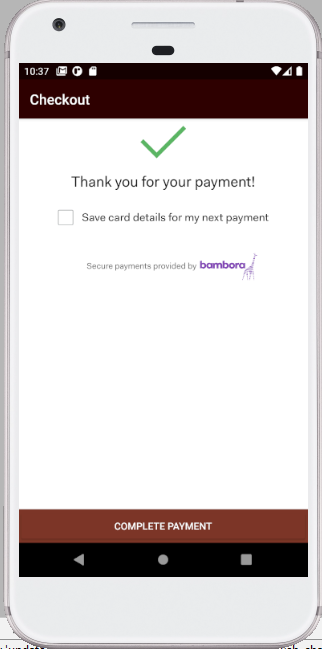 10:37
Checkout
Thank you for your payment!
Save card details for my next payment
Secure payments provided by bambora
COMPLETE PAYMENT